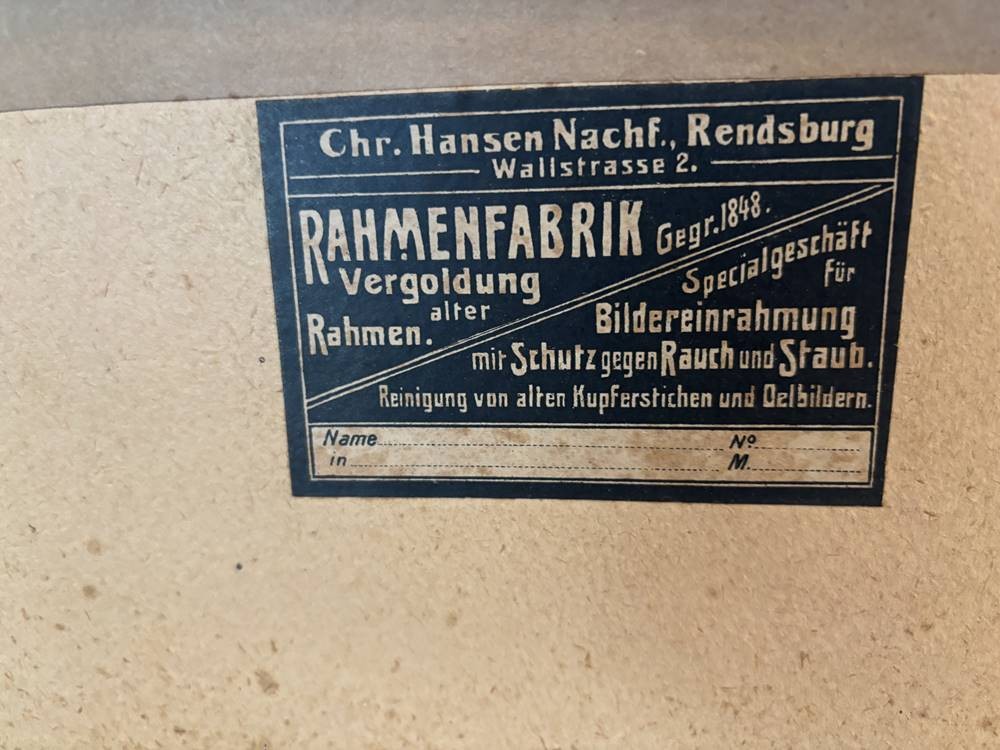 Chr. Hansen Nachf., Rendsburg
Wallstrasse 2.
RAHMENFABRIK Gegr. 1848.
Vergoldung
alter
Rahmen.
Specialgeschäft
für
Bildereinrahmung
mit Schutz gegen Rauch und Staub.
Reinigung von alten Kupferstichen und Oelbildern.
Name Nº
in M.